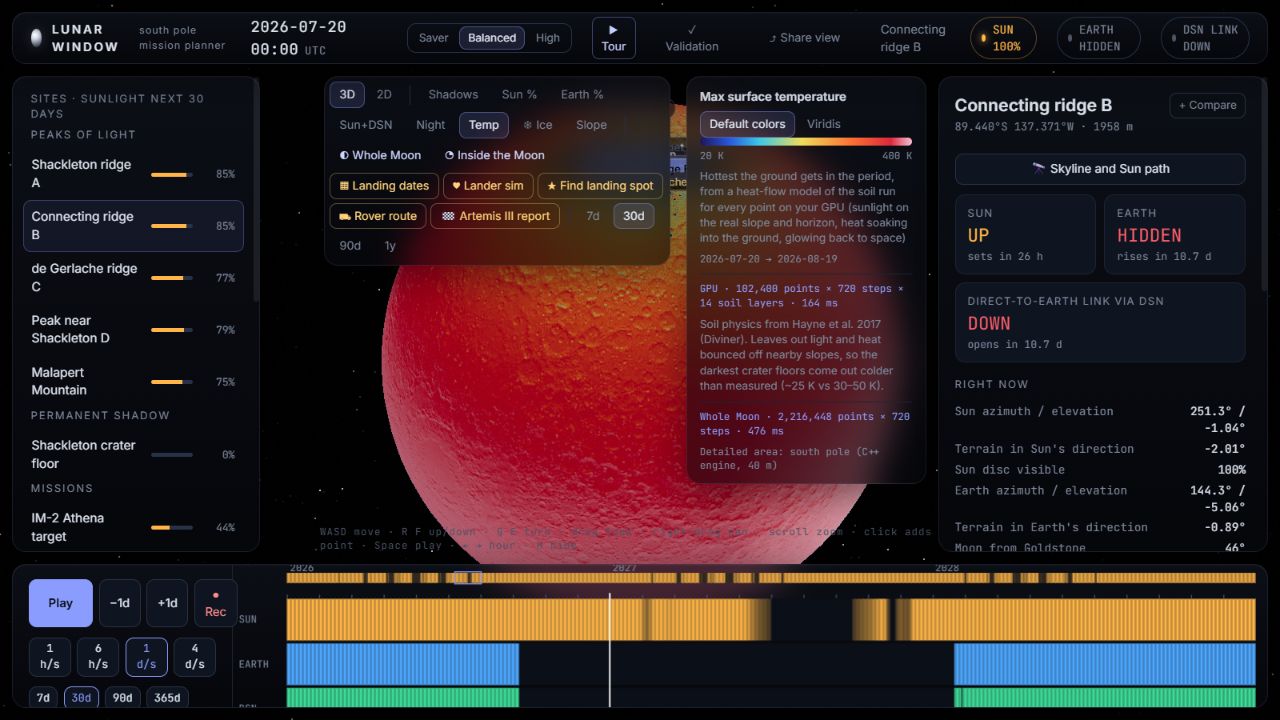 LUNAR WINDOW
south pole mission planner
2026-07-20
00:00 UTC
Saver Balanced High
▶ Tour
✓ Validation
⤴ Share view
Connecting ridge B
SUN 100%
EARTH HIDDEN
DSN LINK DOWN
SITES · SUNLIGHT NEXT 30 DAYS
PEAKS OF LIGHT
Shackleton ridge A 85%
Connecting ridge B 85%
de Gerlache ridge C 77%
Peak near Shackleton D 79%
Malapert Mountain 75%
PERMANENT SHADOW
Shackleton crater floor 0%
MISSIONS
IM-2 Athena target 44%
3D 2D Shadows Sun % Earth %
Sun+DSN Night Temp ❄ Ice Slope
◐ Whole Moon ◔ Inside the Moon
▦ Landing dates ♥ Lander sim ★ Find landing spot
⛟ Rover route 🏁 Artemis III report 7d 30d
90d 1y
Max surface temperature
Default colors Viridis
20 K 400 K
Hottest the ground gets in the period,
from a heat-flow model of the soil run
for every point on your GPU (sunlight on
the real slope and horizon, heat soaking
into the ground, glowing back to space)
2026-07-20 → 2026-08-19
GPU · 102,400 points × 720 steps ×
14 soil layers · 164 ms
Soil physics from Hayne et al. 2017
(Diviner). Leaves out light and heat
bounced off nearby slopes, so the
darkest crater floors come out colder
than measured (~25 K vs 30–50 K).
Whole Moon · 2,216,448 points × 720
steps · 476 ms
Detailed area: south pole (C++
engine, 40 m)
WASD move · R F up/down · scroll zoom · click adds
point · Space play · hour
Connecting ridge B
+ Compare
89.440°S 137.371°W · 1958 m
🔭 Skyline and Sun path
SUN
UP
sets in 26 h
EARTH
HIDDEN
rises in 10.7 d
DIRECT-TO-EARTH LINK VIA DSN
DOWN
opens in 10.7 d
RIGHT NOW
Sun azimuth / elevation 251.3° / -1.04°
Terrain in Sun's direction -2.01°
Sun disc visible 100%
Earth azimuth / elevation 144.3° / -5.06°
Terrain in Earth's direction -0.89°
Moon from Goldstone 46°
Play −1d +1d ● Rec
1 h/s 6 h/s 1 d/s 4 d/s
7d 30d 90d 365d
2026 2027 2028
SUN
EARTH
DSN